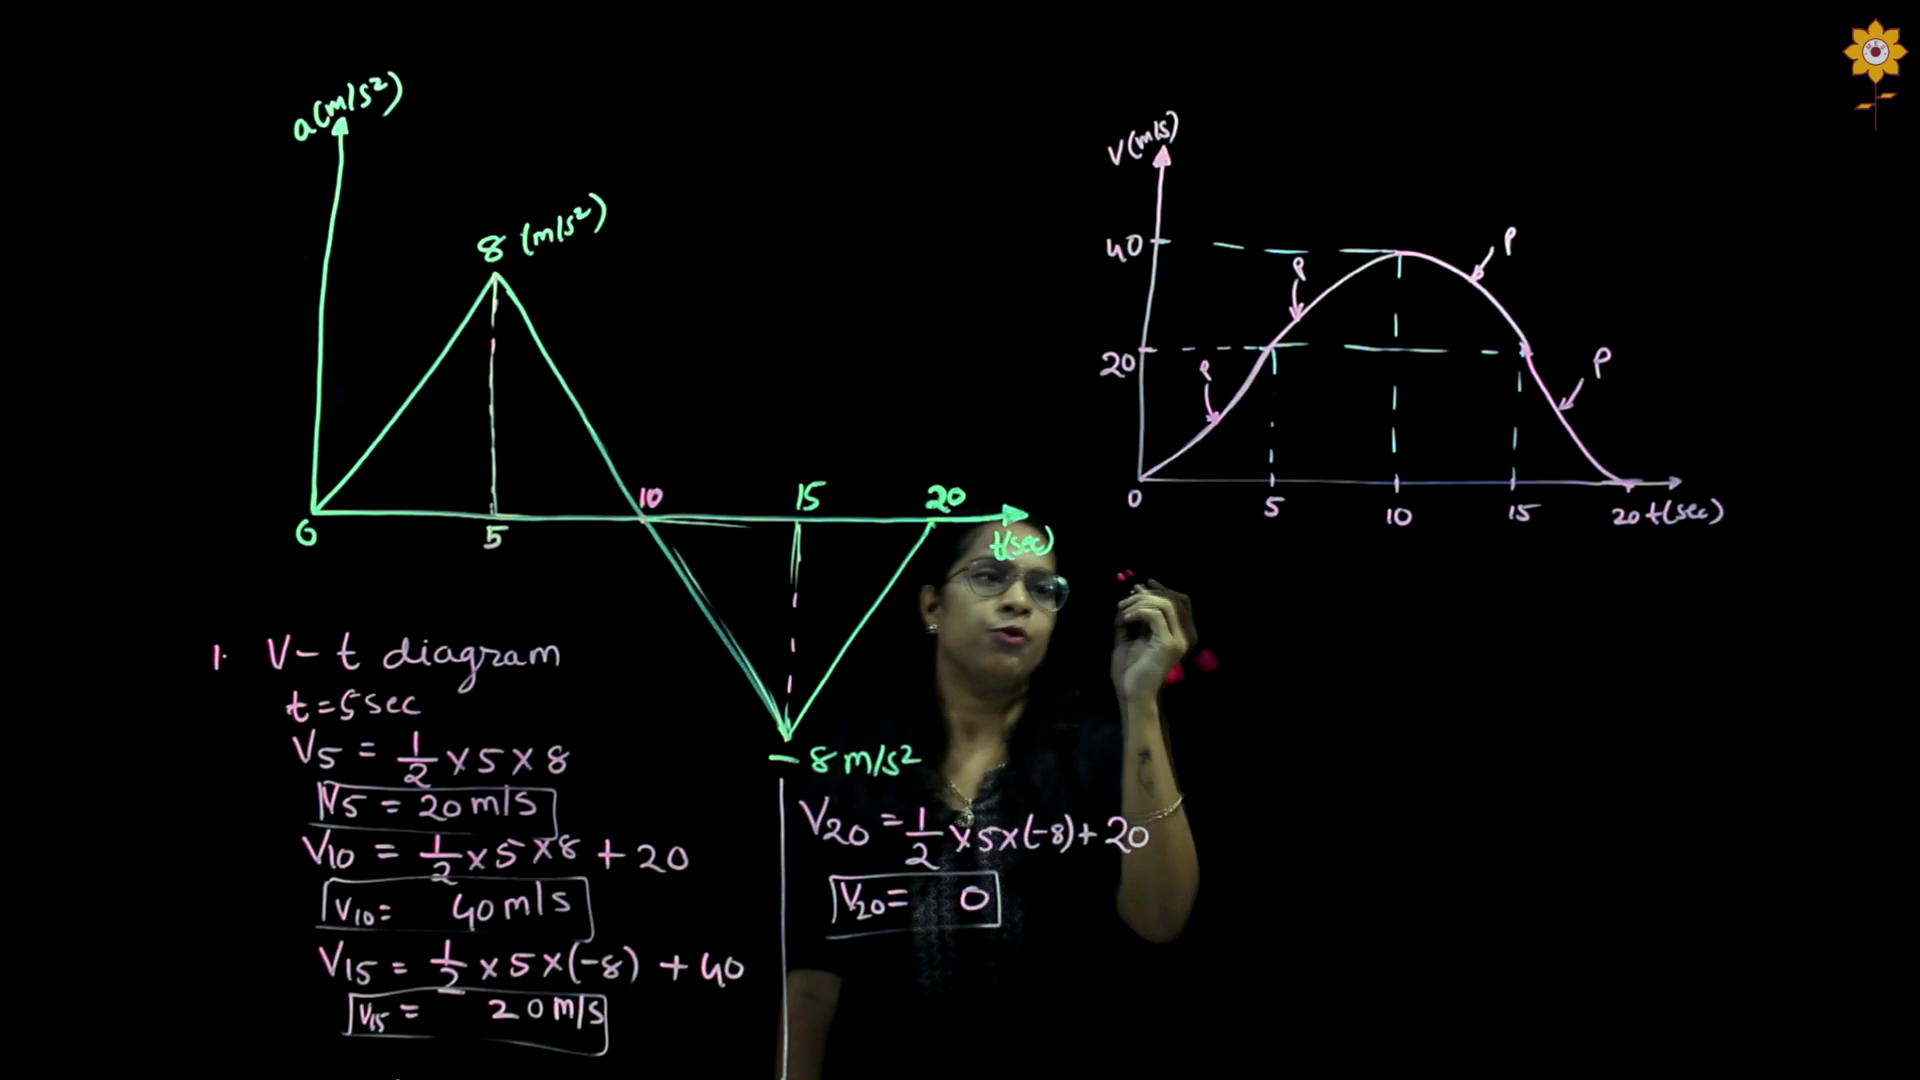 a(m/s²)
8 (m/s²)
10
15
20
0
5
t(sec)
- 8 m/s²
V(m/s)
40
20
P
P
P
P
0
5
10
15
20 t(sec)
1. V-t diagram
t = 5 sec
V5 = 1/2 × 5 × 8
V5 = 20 m/s
V10 = 1/2 × 5 × 8 + 20
V10 = 40 m/s
V15 = 1/2 × 5 × (-8) + 40
V15 = 20 m/s
V20 = 1/2 × 5 × (-8) + 20
V20 = 0